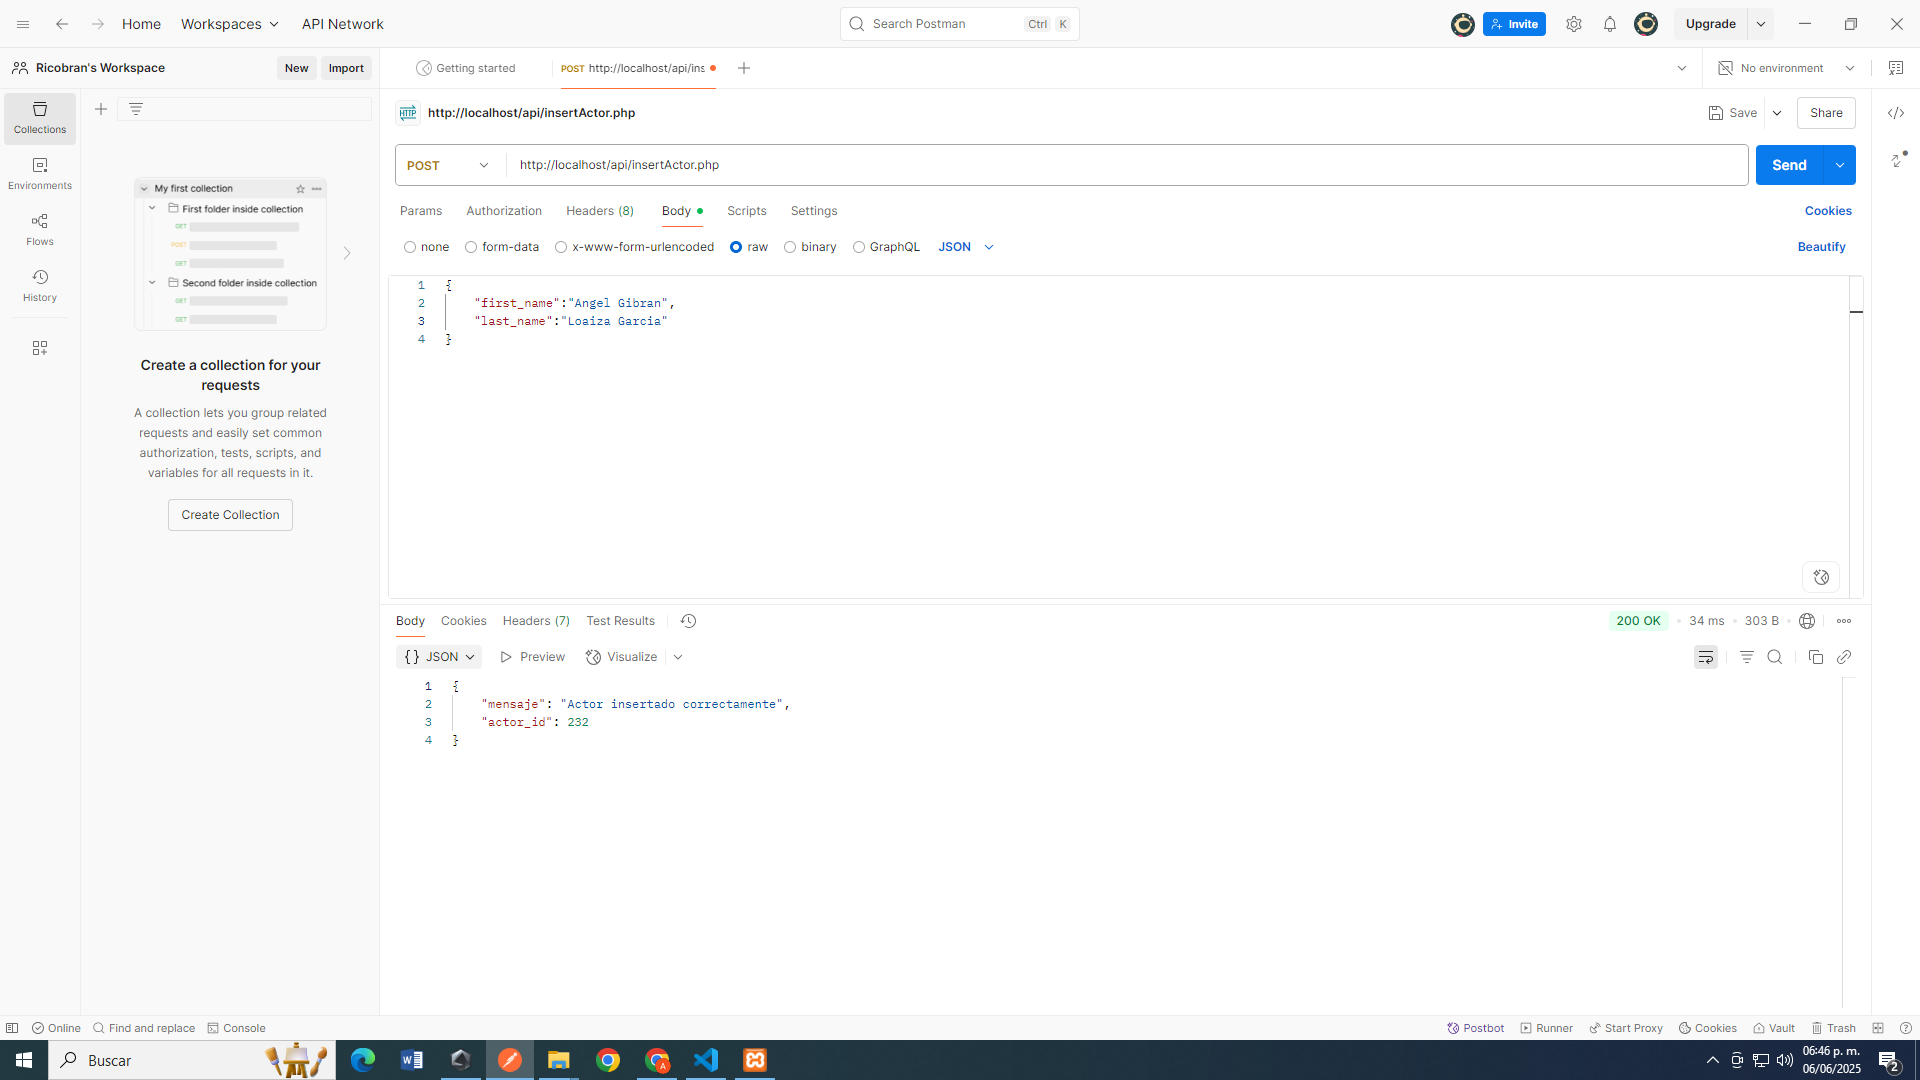 Home
Workspaces
API Network
Search Postman
Ctrl K
Invite
Upgrade
Ricobran's Workspace
New
Import
Getting started
POST http://localhost/api/ins
No environment
Collections
Environments
Flows
History
My first collection
First folder inside collection
GET
POST
GET
Second folder inside collection
GET
GET
Create a collection for your
requests
A collection lets you group related
requests and easily set common
authorization, tests, scripts, and
variables for all requests in it.
Create Collection
HTTP http://localhost/api/insertActor.php
Save
Share
POST
http://localhost/api/insertActor.php
Send
Params
Authorization
Headers (8)
Body
Scripts
Settings
Cookies
none
form-data
x-www-form-urlencoded
raw
binary
GraphQL
JSON
Beautify
1 {
2 "first_name":"Angel Gibran",
3 "last_name":"Loaiza Garcia"
4 }
Body
Cookies
Headers (7)
Test Results
200 OK
34 ms
303 B
{} JSON
Preview
Visualize
1 {
2 "mensaje": "Actor insertado correctamente",
3 "actor_id": 232
4 }
Online
Find and replace
Console
Postbot
Runner
Start Proxy
Cookies
Vault
Trash
Buscar
A
06:46 p. m.
06/06/2025
2